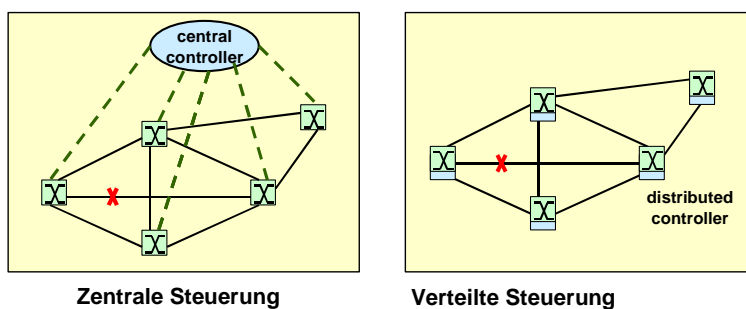 central
controller
distributed
controller
Zentrale Steuerung
Verteilte Steuerung